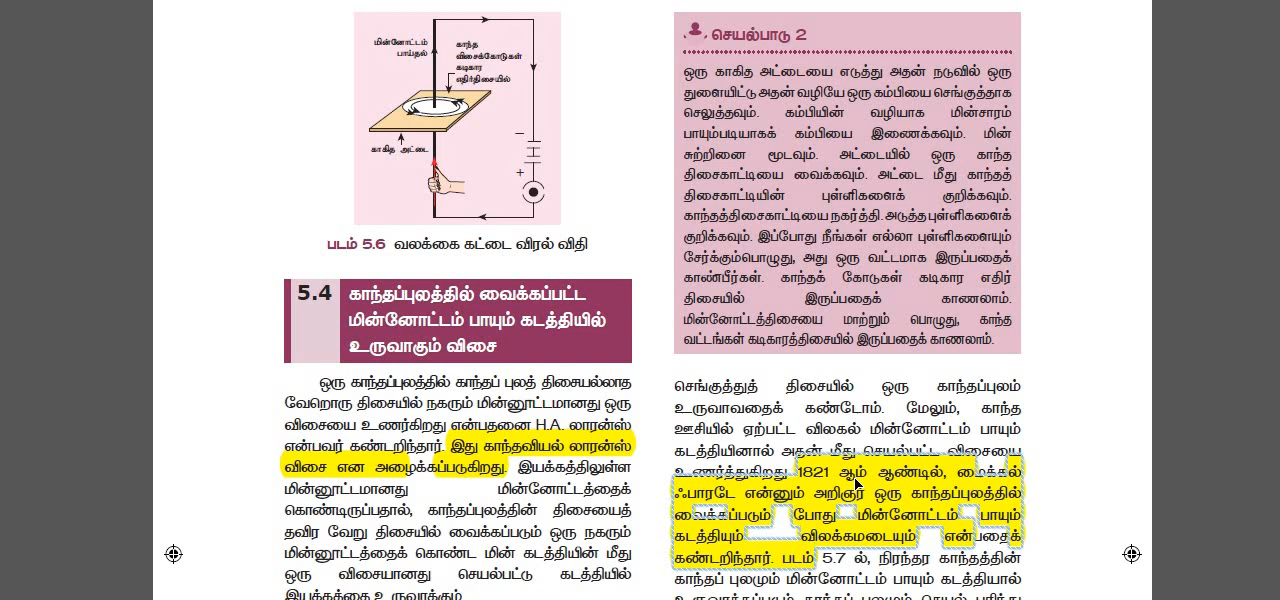 மின்னோட்டம்
பாய்தல்
காந்த
விசைக்கோடுகள்
கடிகார
எதிர்திசையில்
காகித அட்டை
−
+
படம் 5.6 வலக்கை கட்டை விரல் விதி
5.4 காந்தப்புலத்தில் வைக்கப்பட்ட
மின்னோட்டம் பாயும் கடத்தியில்
உருவாகும் விசை
ஒரு காந்தப்புலத்தில் காந்தப் புலத் திசையல்லாத
வேறொரு திசையில் நகரும் மின்னூட்டமானது ஒரு
விசையை உணர்கிறது என்பதனை H.A. லாரன்ஸ்
என்பவர் கண்டறிந்தார். இது காந்தவியல் லாரன்ஸ்
விசை என அழைக்கப்படுகிறது. இயக்கத்திலுள்ள
மின்னூட்டமானது மின்னோட்டத்தைக்
கொண்டிருப்பதால், காந்தப்புலத்தின் திசையைத்
தவிர வேறு திசையில் வைக்கப்படும் ஒரு நகரும்
மின்னூட்டத்தைக் கொண்ட மின் கடத்தியின் மீது
ஒரு விசையானது செயல்பட்டு கடத்தியில்
இயக்கத்தை உருவாக்கும்
செயல்பாடு 2
ஒரு காகித அட்டையை எடுத்து அதன் நடுவில் ஒரு
துளையிட்டு அதன் வழியே ஒரு கம்பியை செங்குத்தாக
செலுத்தவும். கம்பியின் வழியாக மின்சாரம்
பாயும்படியாகக் கம்பியை இணைக்கவும். மின்
சுற்றினை மூடவும். அட்டையில் ஒரு காந்த
திசைகாட்டியை வைக்கவும். அட்டை மீது காந்தத்
திசைகாட்டியின் புள்ளிகளைக் குறிக்கவும்.
காந்தத்திசைகாட்டியை நகர்த்தி. அடுத்த புள்ளிகளைக்
குறிக்கவும். இப்போது நீங்கள் எல்லா புள்ளிகளையும்
சேர்க்கும்பொழுது, அது ஒரு வட்டமாக இருப்பதைக்
காண்பீர்கள். காந்தக் கோடுகள் கடிகார எதிர்
திசையில் இருப்பதைக் காணலாம்.
மின்னோட்டத்திசையை மாற்றும் பொழுது, காந்த
வட்டங்கள் கடிகாரத்திசையில் இருப்பதைக் காணலாம்.
செங்குத்துத் திசையில் ஒரு காந்தப்புலம்
உருவாவதைக் கண்டோம். மேலும், காந்த
ஊசியில் ஏற்பட்ட விலகல் மின்னோட்டம் பாயும்
கடத்தியினால் அதன் மீது செயல்பட்ட விசையை
உணர்த்துகிறது. 1821 ஆம் ஆண்டில், மைக்கல்
ஃபாரடே என்னும் அறிஞர் ஒரு காந்தப்புலத்தில்
வைக்கப்படும் போது மின்னோட்டம் பாயும்
கடத்தியும் விலக்கமடையும் என்பதைக்
கண்டறிந்தார். படம் 5.7 ல், நிரந்தர காந்தத்தின்
காந்தப் புலமும் மின்னோட்டம் பாயும் கடத்தியால்
உருவாக்கப்படும் காந்தப் புலமும் செயல் புரிந்து